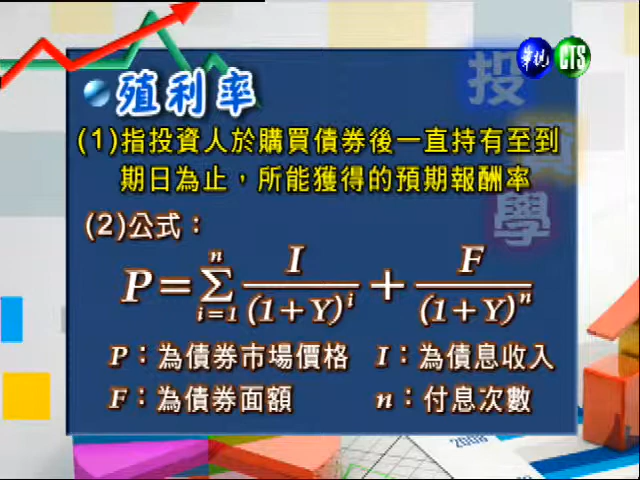 華視 CTS
投
資
學
殖利率
(1)指投資人於購買債券後一直持有至到
期日為止，所能獲得的預期報酬率
(2)公式：
P=∑_{i=1}^{n} I/(1+Y)^i + F/(1+Y)^n
P：為債券市場價格 I：為債息收入
F：為債券面額 n：付息次數
2008